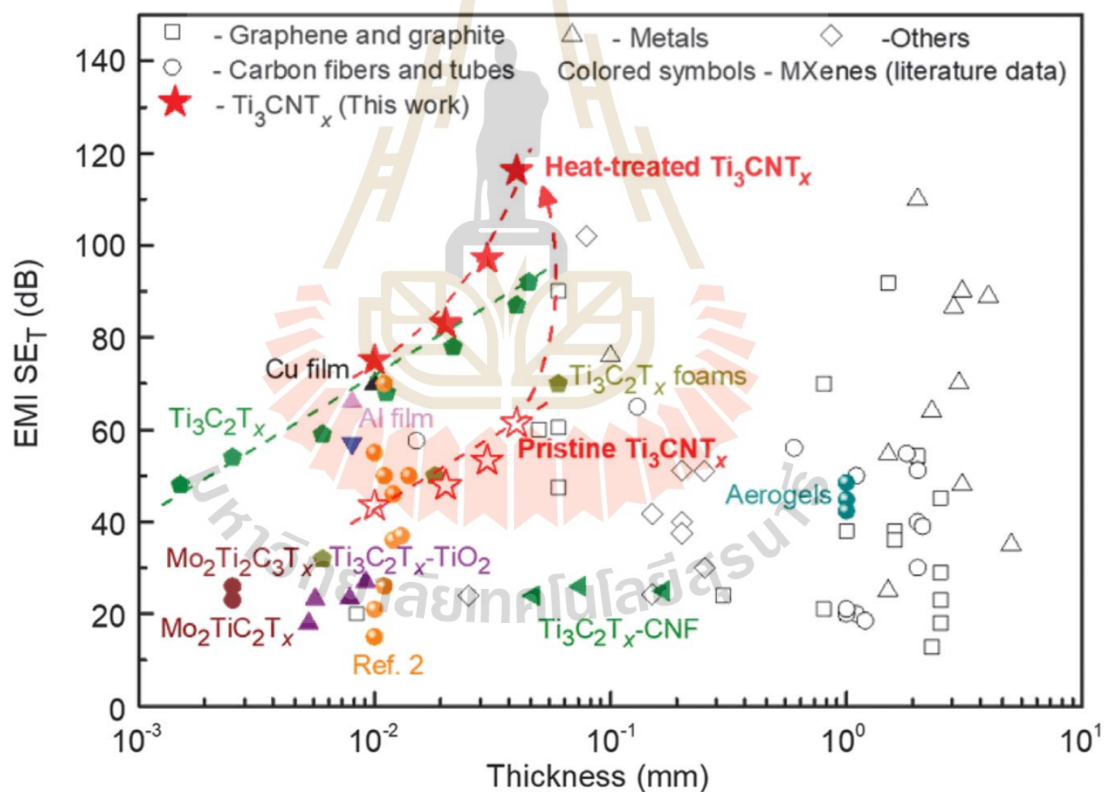 □ - Graphene and graphite △ - Metals ◇ -Others
○ - Carbon fibers and tubes Colored symbols - MXenes (literature data)
★ - Ti₃CNTₓ (This work)
140
120
100
80
60
40
20
0
EMI SE_T (dB)
Heat-treated Ti₃CNTₓ
Cu film
Ti₃C₂Tₓ foams
Al film
Ti₃C₂Tₓ
Pristine Ti₃CNTₓ
Aerogels
Mo₂Ti₂C₃Tₓ
Ti₃C₂Tₓ-TiO₂
Mo₂TiC₂Tₓ
Ti₃C₂Tₓ-CNF
Ref. 2
มหาวิทยาลัยเทคโนโลยีสุรนารี
10⁻³ 10⁻² 10⁻¹ 10⁰ 10¹
Thickness (mm)